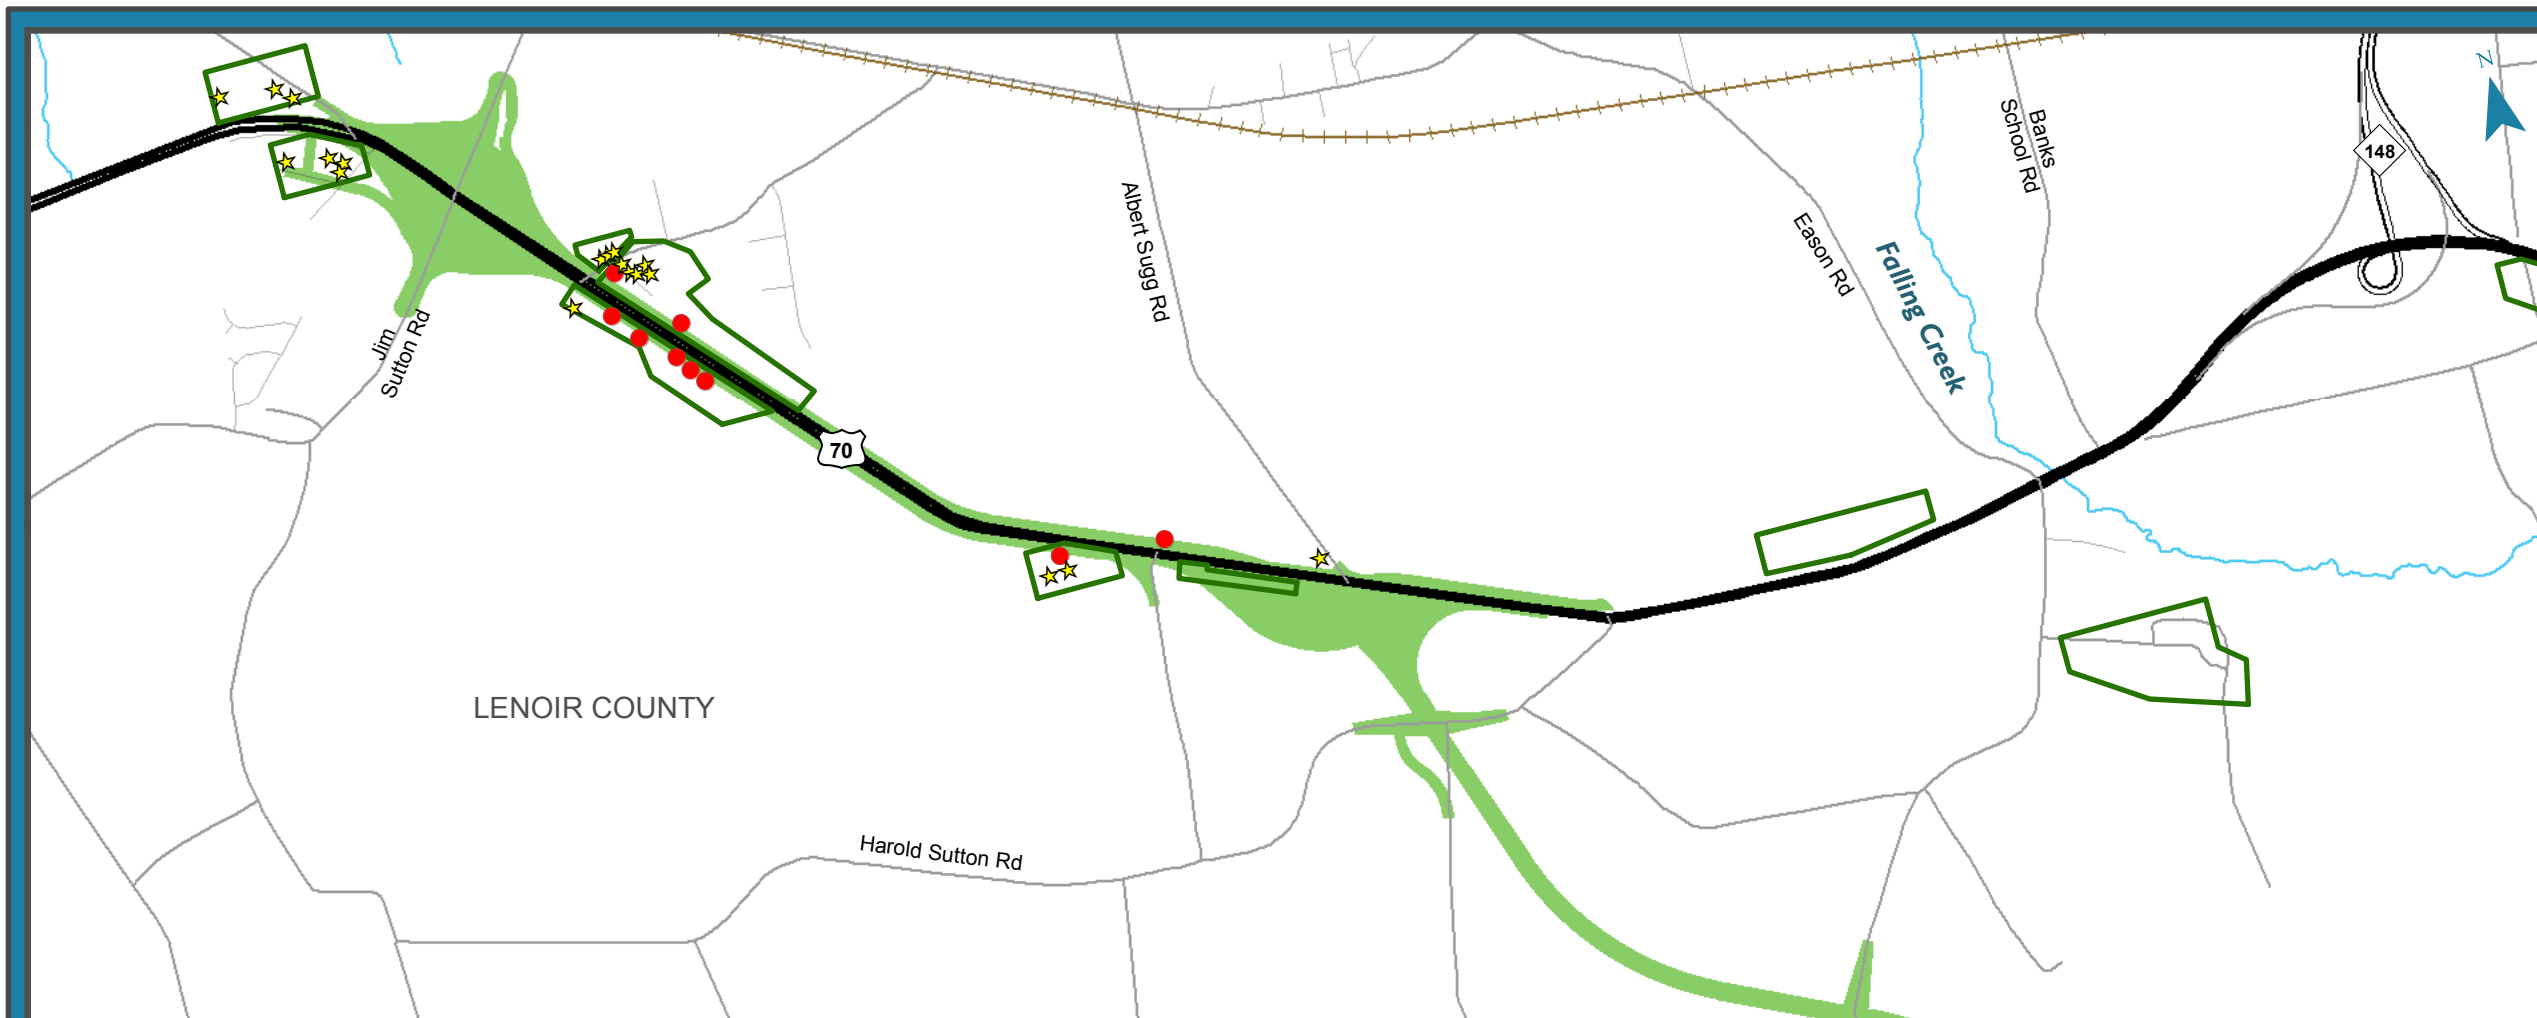 N
Banks
School Rd
148
Albert Sugg Rd
Eason Rd
Falling Creek
Jim
Sutton Rd
70
LENOIR COUNTY
Harold Sutton Rd